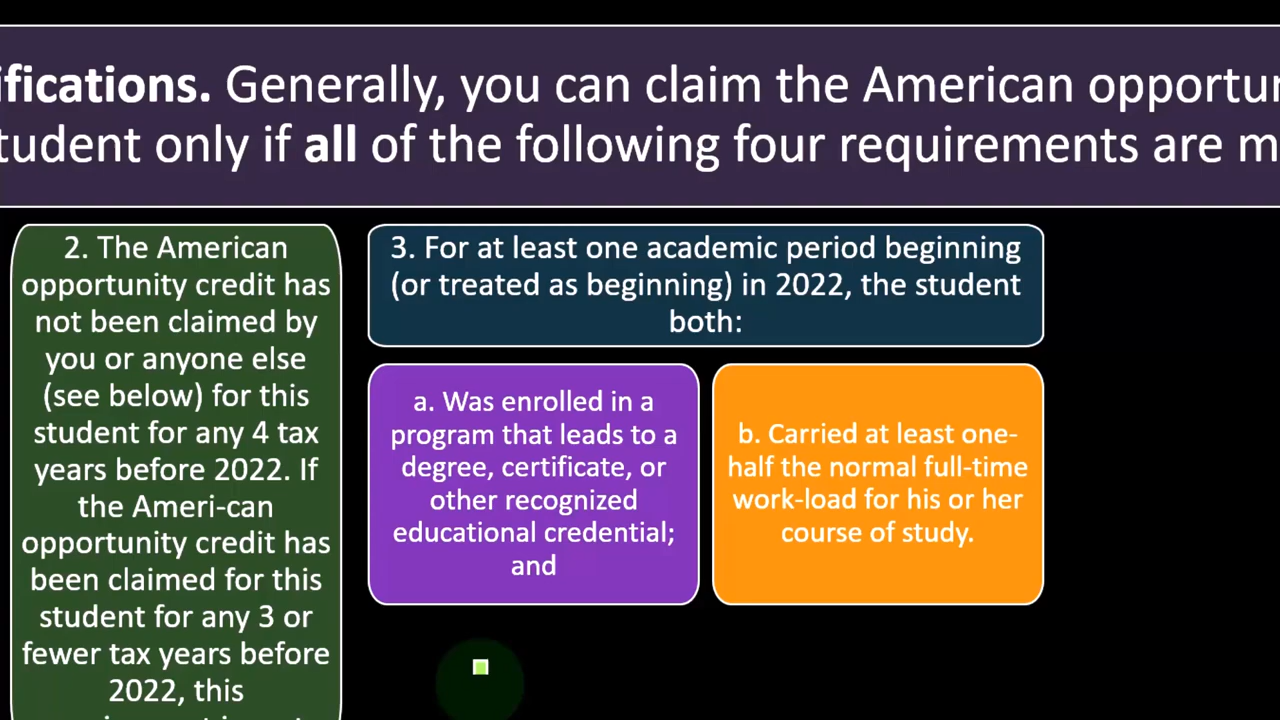 ifications. Generally, you can claim the American opportun
tudent only if all of the following four requirements are m
2. The American
opportunity credit has
not been claimed by
you or anyone else
(see below) for this
student for any 4 tax
years before 2022. If
the Ameri-can
opportunity credit has
been claimed for this
student for any 3 or
fewer tax years before
2022, this
3. For at least one academic period beginning
(or treated as beginning) in 2022, the student
both:
a. Was enrolled in a
program that leads to a
degree, certificate, or
other recognized
educational credential;
and
b. Carried at least one-
half the normal full-time
work-load for his or her
course of study.